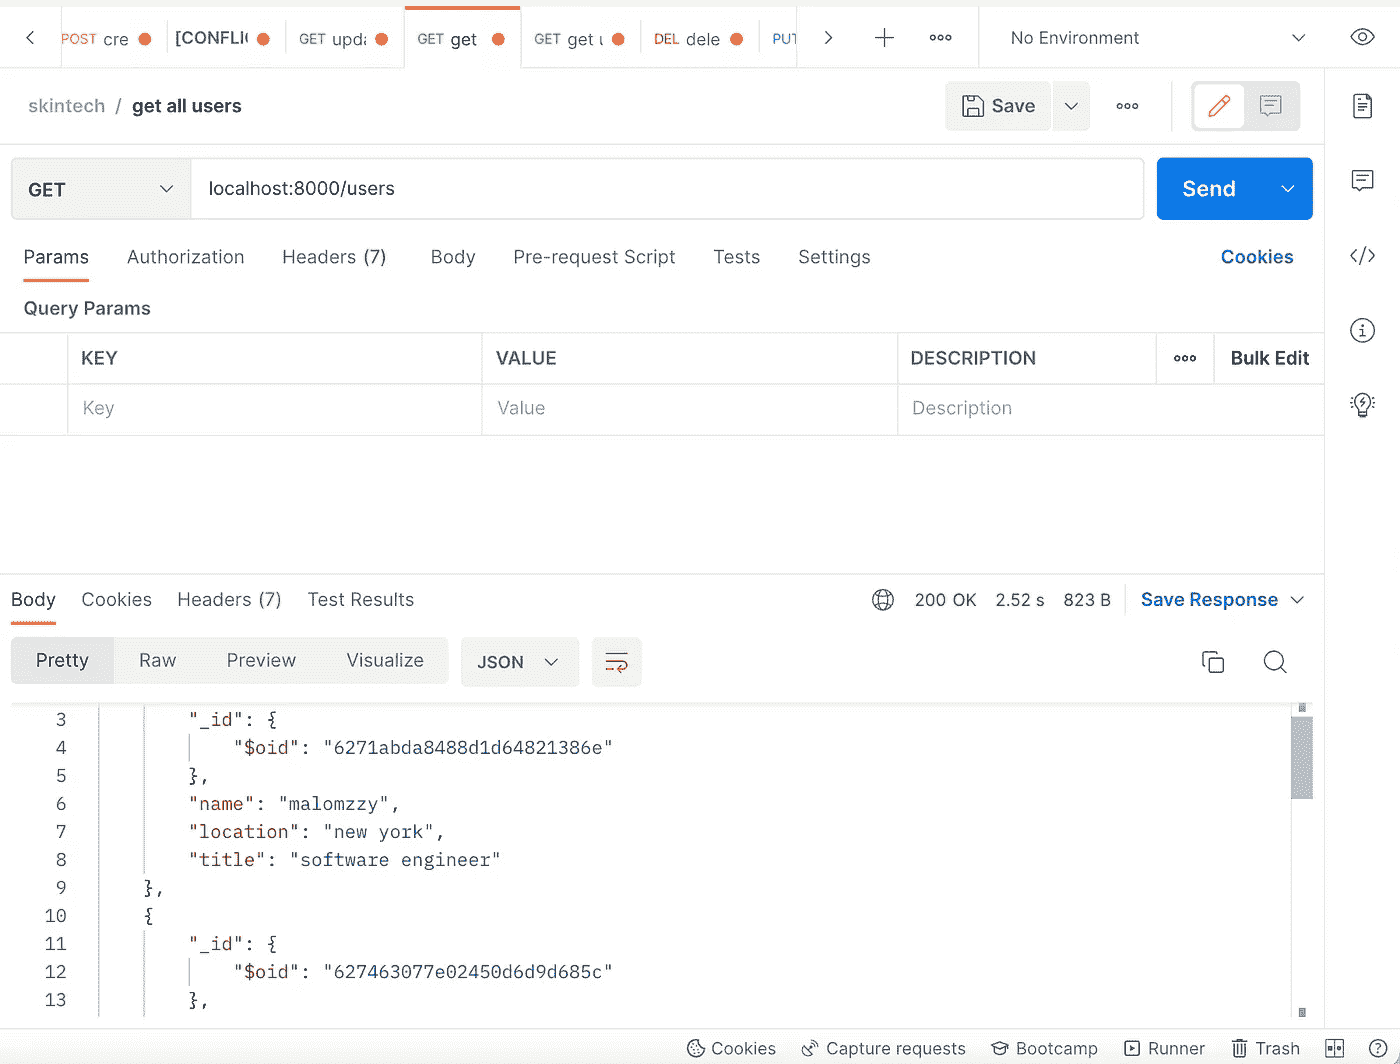 POST cre [CONFLI GET upda GET get GET get u DEL dele PUT No Environment
skintech / get all users Save
GET localhost:8000/users Send
Params Authorization Headers (7) Body Pre-request Script Tests Settings Cookies
Query Params
KEY VALUE DESCRIPTION Bulk Edit
Key Value Description
Body Cookies Headers (7) Test Results 200 OK 2.52 s 823 B Save Response
Pretty Raw Preview Visualize JSON
3 "_id": {
4 "$oid": "6271abda8488d1d64821386e"
5 },
6 "name": "malomzzy",
7 "location": "new york",
8 "title": "software engineer"
9 },
10 {
11 "_id": {
12 "$oid": "627463077e02450d6d9d685c"
13 },
Cookies Capture requests Bootcamp Runner Trash